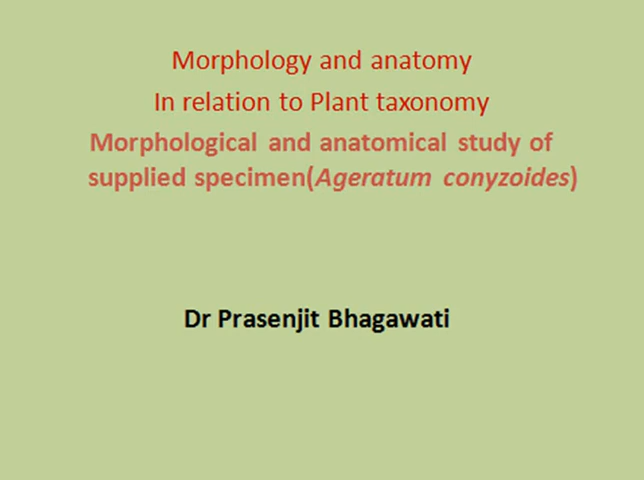 Morphology and anatomy
In relation to Plant taxonomy
Morphological and anatomical study of
supplied specimen(Ageratum conyzoides)
Dr Prasenjit Bhagawati